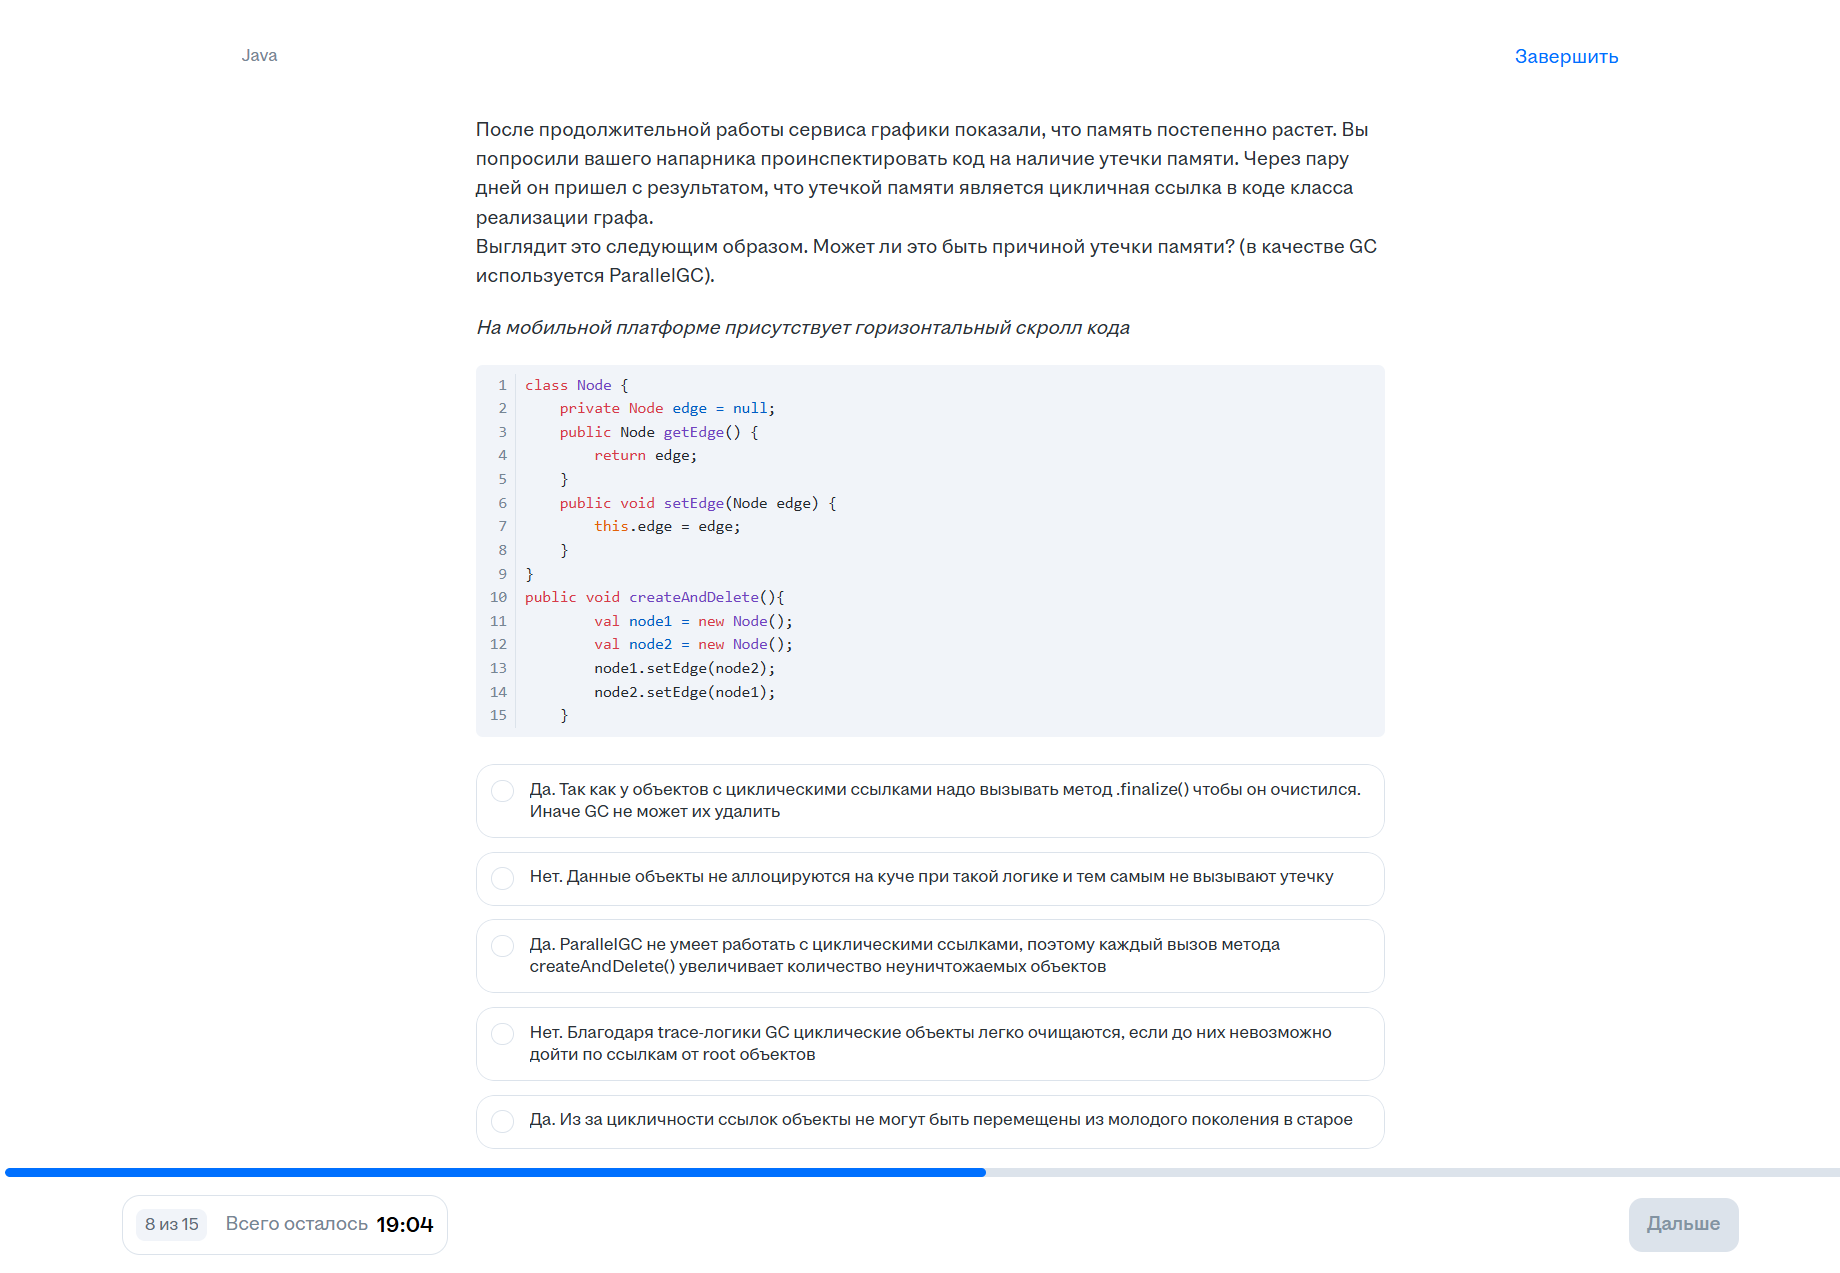 Java
Завершить
После продолжительной работы сервиса графики показали, что память постепенно растет. Вы
попросили вашего напарника проинспектировать код на наличие утечки памяти. Через пару
дней он пришел с результатом, что утечкой памяти является цикличная ссылка в коде класса
реализации графа.
Выглядит это следующим образом. Может ли это быть причиной утечки памяти? (в качестве GC
используется ParallelGC).
На мобильной платформе присутствует горизонтальный скролл кода
1 class Node {
2     private Node edge = null;
3     public Node getEdge() {
4         return edge;
5     }
6     public void setEdge(Node edge) {
7         this.edge = edge;
8     }
9 }
10 public void createAndDelete(){
11         val node1 = new Node();
12         val node2 = new Node();
13         node1.setEdge(node2);
14         node2.setEdge(node1);
15     }
Да. Так как у объектов с циклическими ссылками надо вызывать метод .finalize() чтобы он очистился.
Иначе GC не может их удалить
Нет. Данные объекты не аллоцируются на куче при такой логике и тем самым не вызывают утечку
Да. ParallelGC не умеет работать с циклическими ссылками, поэтому каждый вызов метода
createAndDelete() увеличивает количество неуничтожаемых объектов
Нет. Благодаря trace-логики GC циклические объекты легко очищаются, если до них невозможно
дойти по ссылкам от root объектов
Да. Из за цикличности ссылок объекты не могут быть перемещены из молодого поколения в старое
8 из 15 Всего осталось 19:04
Дальше